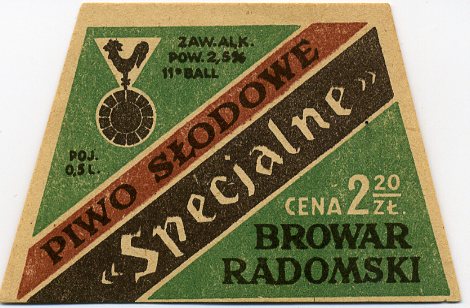 ZAW. ALK.
POW. 2,5%
11° BALL
POJ.
0,5 L.
PIWO SŁODOWE
„Specjalne”
CENA 2 20 ZŁ.
BROWAR
RADOMSKI